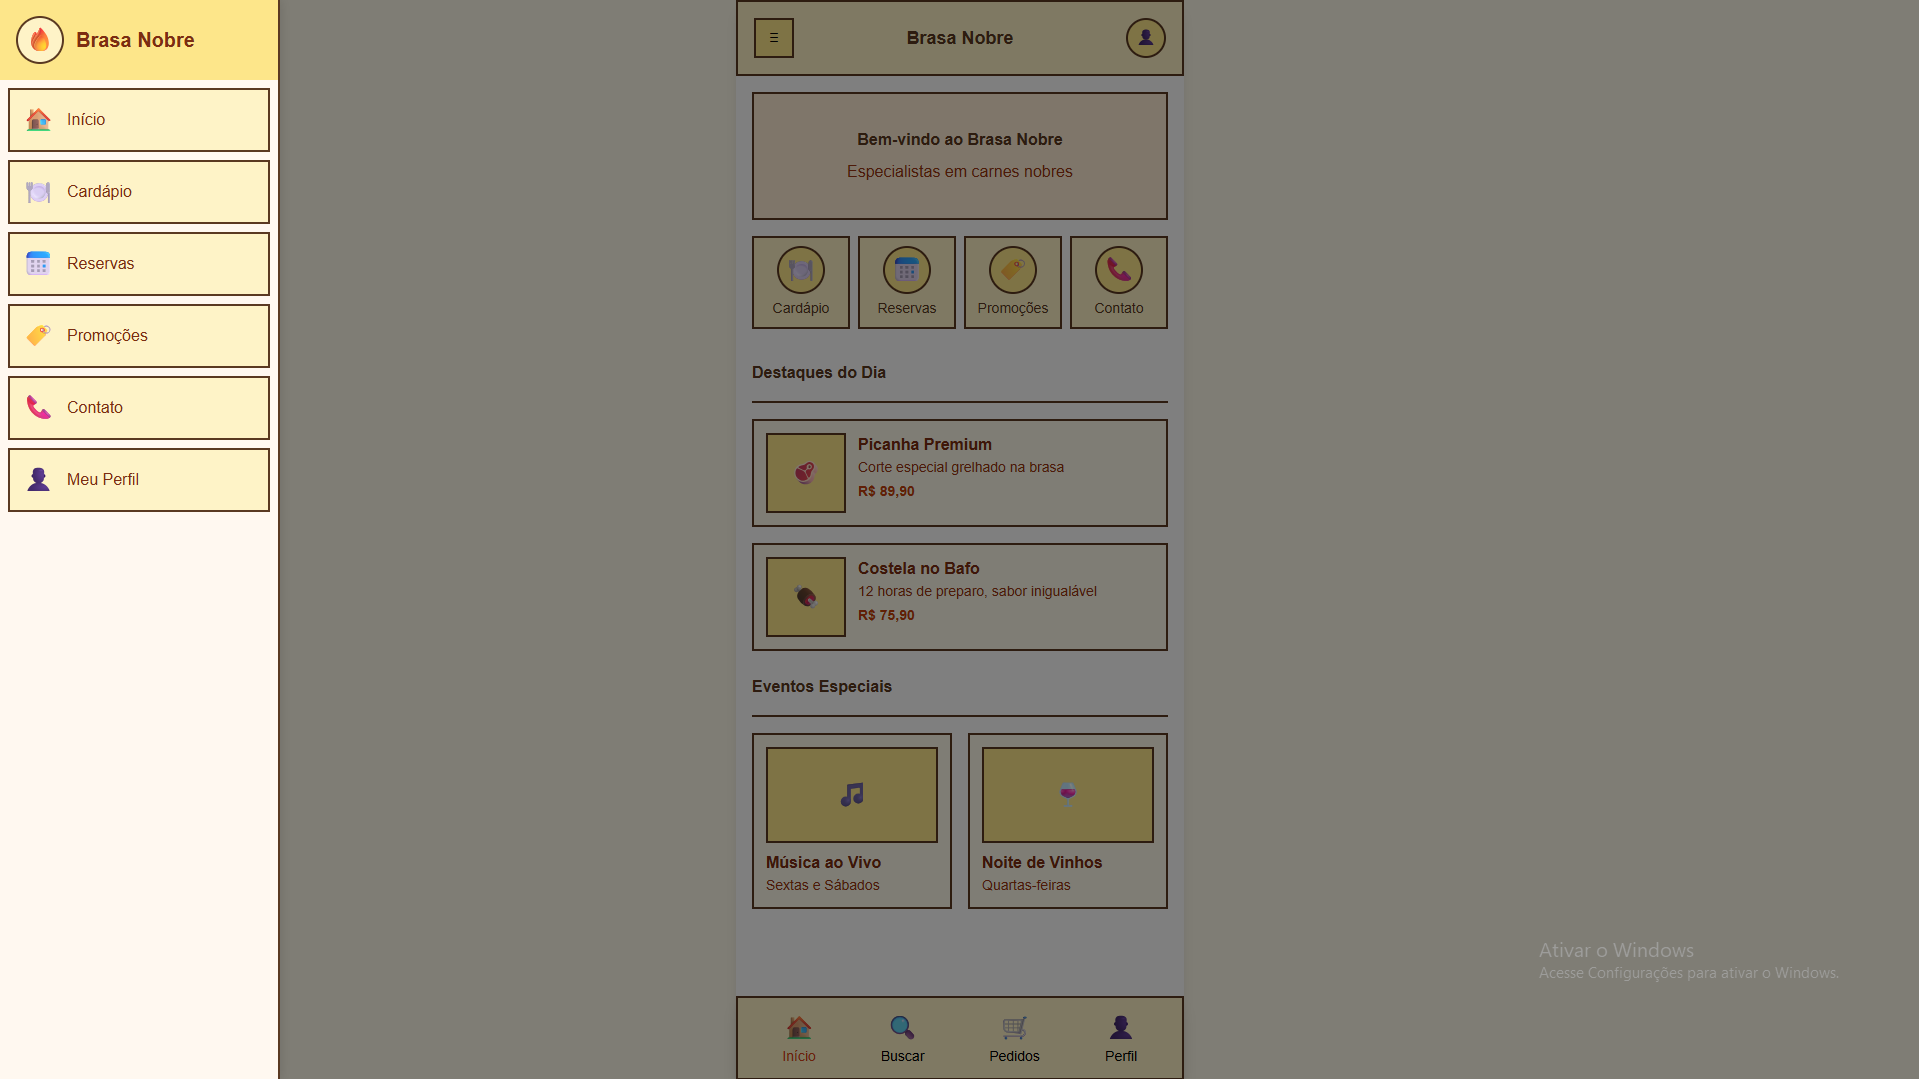 Brasa Nobre
Início
Cardápio
Reservas
Promoções
Contato
Meu Perfil
Brasa Nobre
Bem-vindo ao Brasa Nobre
Especialistas em carnes nobres
Cardápio
Reservas
Promoções
Contato
Destaques do Dia
Picanha Premium
Corte especial grelhado na brasa
R$ 89,90
Costela no Bafo
12 horas de preparo, sabor inigualável
R$ 75,90
Eventos Especiais
Música ao Vivo
Sextas e Sábados
Noite de Vinhos
Quartas-feiras
Início
Buscar
Pedidos
Perfil
Ativar o Windows
Acesse Configurações para ativar o Windows.